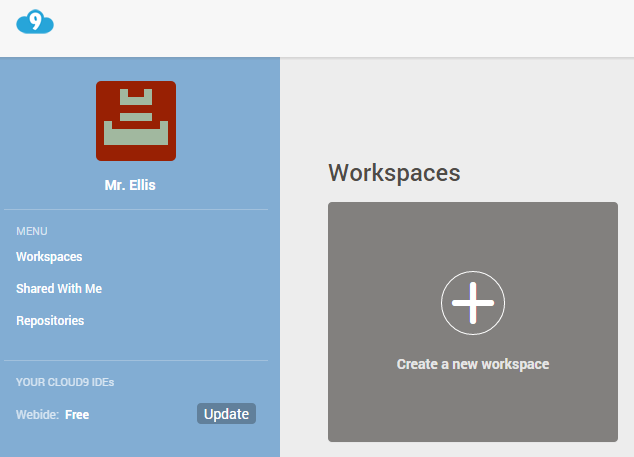 9
Mr. Ellis
MENU
Workspaces
Shared With Me
Repositories
YOUR CLOUD9 IDEs
Webide: Free
Update
Workspaces
Create a new workspace